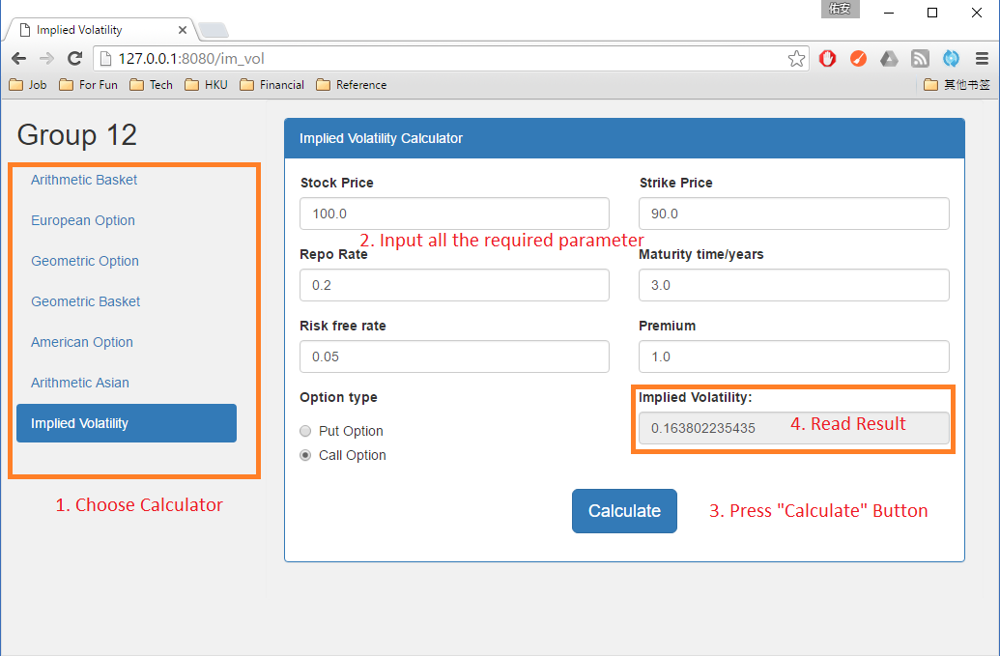 佑安
Implied Volatility
127.0.0.1:8080/im_vol
Job For Fun Tech HKU Financial Reference 其他书签
Group 12
Arithmetic Basket
European Option
Geometric Option
Geometric Basket
American Option
Arithmetic Asian
Implied Volatility
1. Choose Calculator
Implied Volatility Calculator
Stock Price Strike Price
100.0 90.0
2. Input all the required parameter
Repo Rate Maturity time/years
0.2 3.0
Risk free rate Premium
0.05 1.0
Option type Implied Volatility:
Put Option 0.163802235435 4. Read Result
Call Option
Calculate 3. Press "Calculate" Button